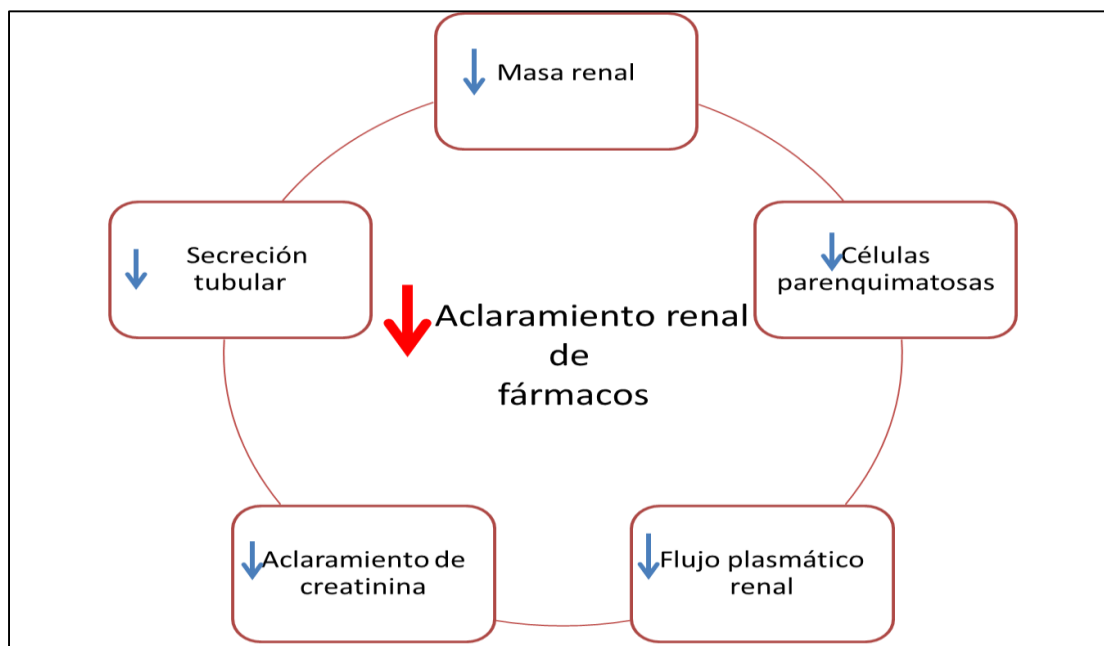 Masa renal
Células
parenquimatosas
Flujo plasmático
renal
Aclaramiento de
creatinina
Secreción
tubular
Aclaramiento renal
de
fármacos